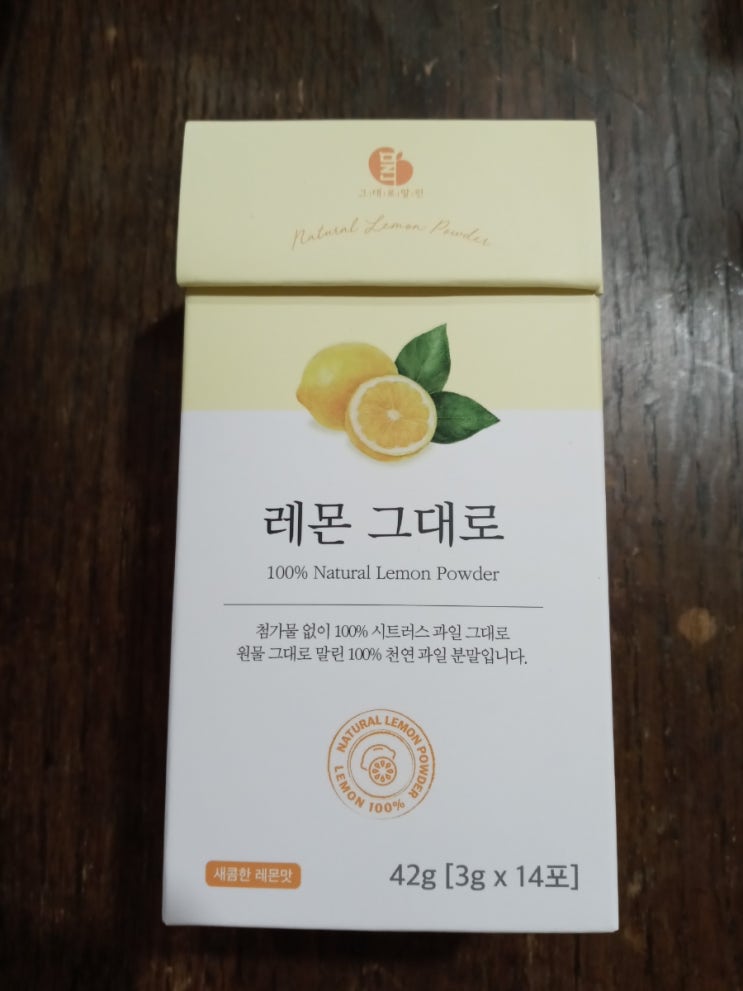 말린
그대로말린
Natural Lemon Powder
레몬 그대로
100% Natural Lemon Powder
첨가물 없이 100% 시트러스 과일 그대로
원물 그대로 말린 100% 천연 과일 분말입니다.
NATURAL LEMON POWDER
LEMON 100%
새콤한 레몬맛
42g [3g x 14포]